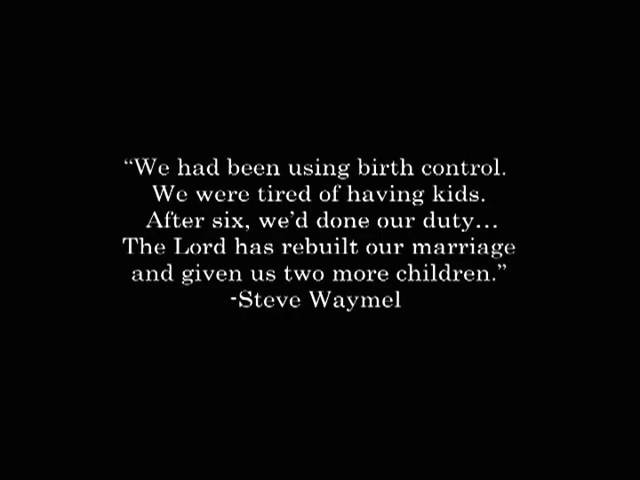 “We had been using birth control.
We were tired of having kids.
After six, we’d done our duty…
The Lord has rebuilt our marriage
and given us two more children.”
-Steve Waymel